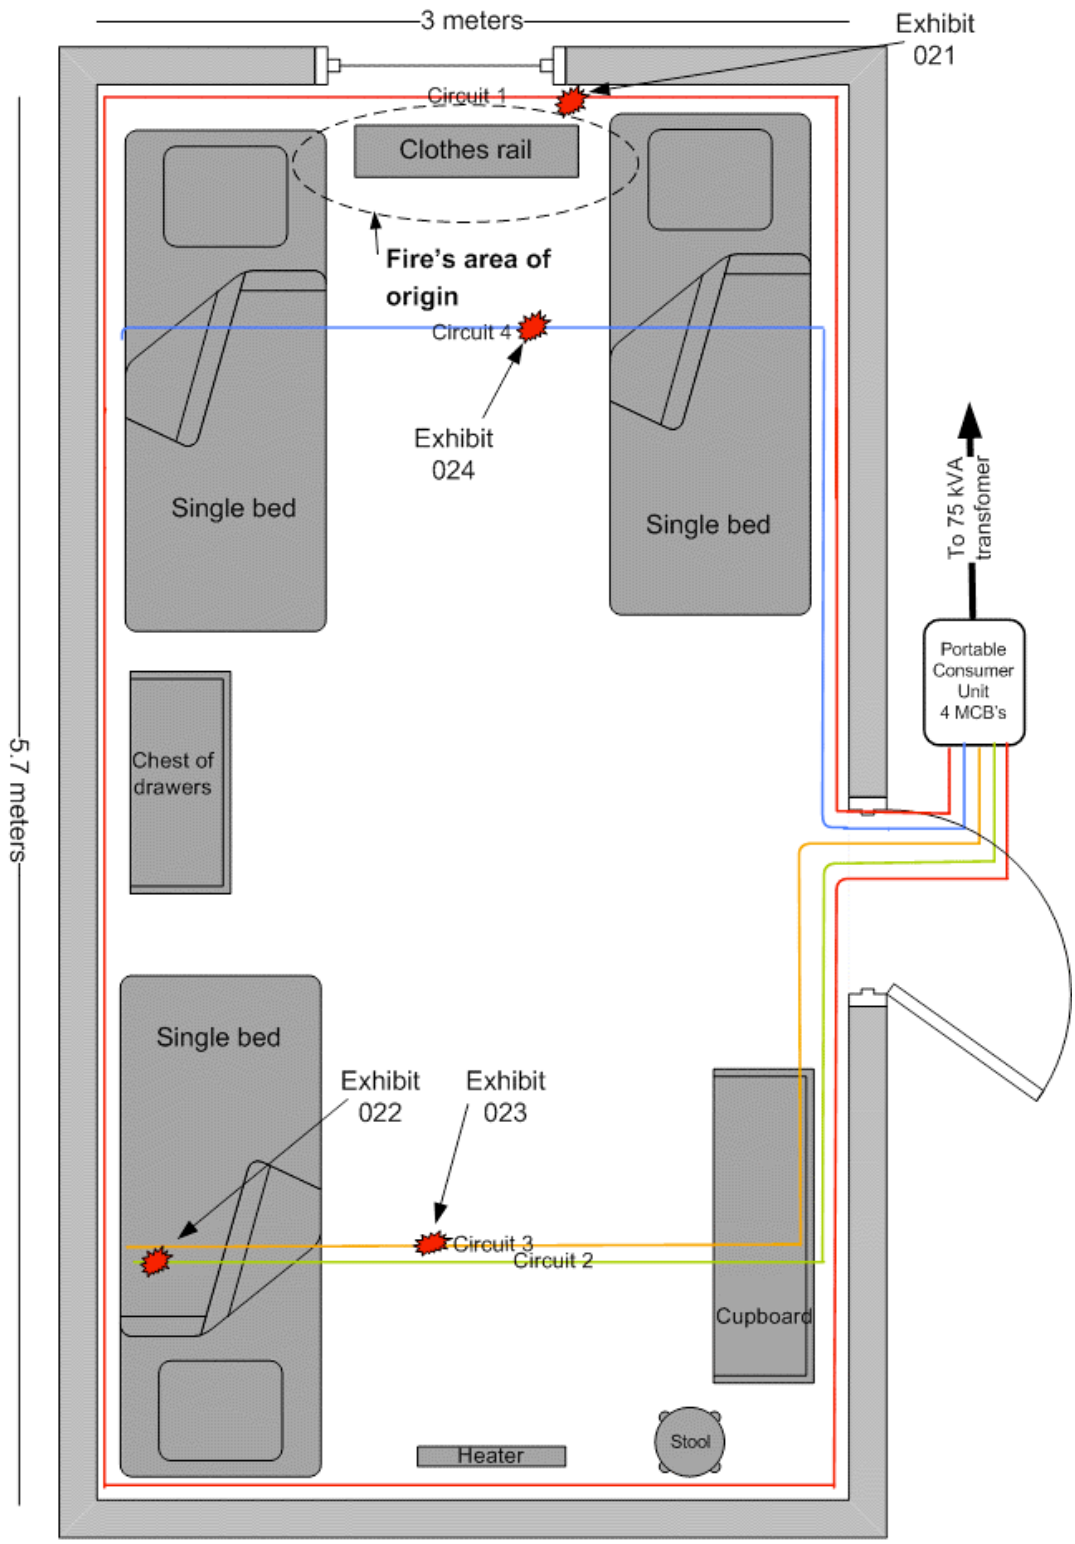 3 meters
Exhibit
021
Circuit 1
Clothes rail
Fire's area of
origin
Circuit 4
Exhibit
024
Single bed
Single bed
To 75 kVA
transfomer
Portable
Consumer
Unit
4 MCB's
5.7 meters
Chest of
drawers
Single bed
Exhibit
022
Exhibit
023
Circuit 3
Circuit 2
Cupboard
Stool
Heater